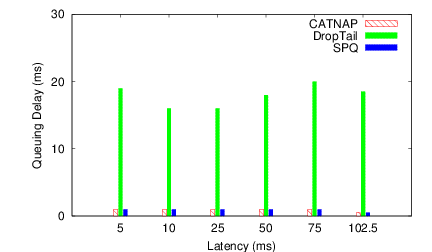 CATNAP
DropTail
SPQ
30
20
10
0
Queuing Delay (ms)
5 10 25 50 75 102.5
Latency (ms)